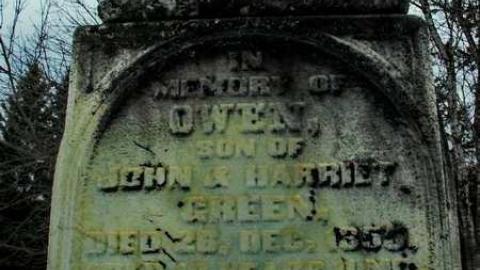 IN
MEMORY OF
OWEN,
SON OF
JOHN & HARRIET
GREEN,
DIED 28, DEC,